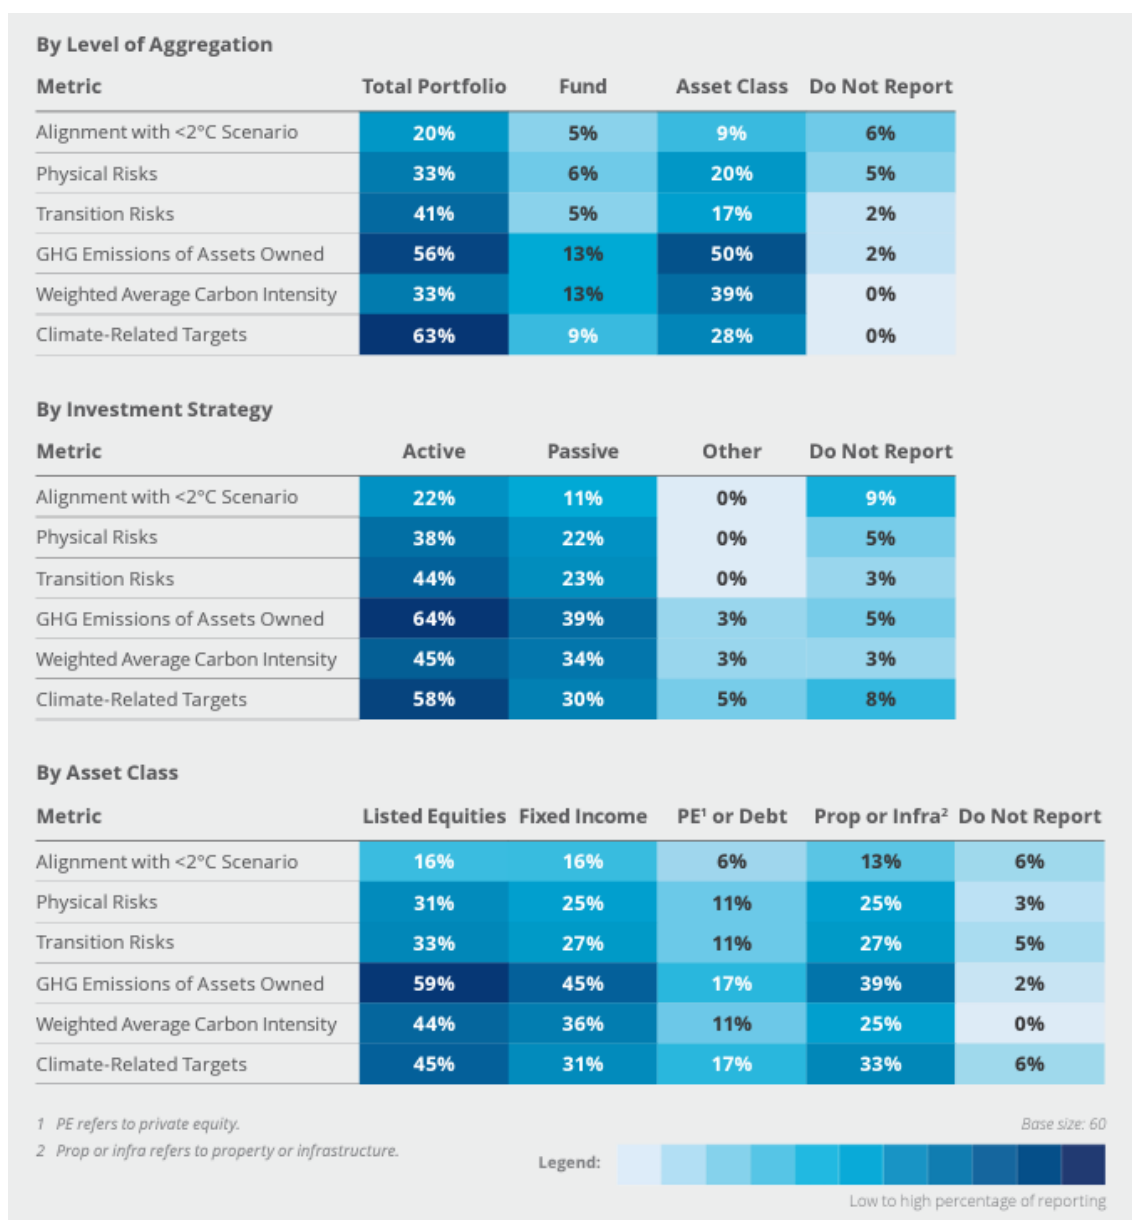 By Level of Aggregation
Metric Total Portfolio Fund Asset Class Do Not Report
Alignment with <2°C Scenario 20% 5% 9% 6%
Physical Risks 33% 6% 20% 5%
Transition Risks 41% 5% 17% 2%
GHG Emissions of Assets Owned 56% 13% 50% 2%
Weighted Average Carbon Intensity 33% 13% 39% 0%
Climate-Related Targets 63% 9% 28% 0%
By Investment Strategy
Metric Active Passive Other Do Not Report
Alignment with <2°C Scenario 22% 11% 0% 9%
Physical Risks 38% 22% 0% 5%
Transition Risks 44% 23% 0% 3%
GHG Emissions of Assets Owned 64% 39% 3% 5%
Weighted Average Carbon Intensity 45% 34% 3% 3%
Climate-Related Targets 58% 30% 5% 8%
By Asset Class
Metric Listed Equities Fixed Income PE¹ or Debt Prop or Infra² Do Not Report
Alignment with <2°C Scenario 16% 16% 6% 13% 6%
Physical Risks 31% 25% 11% 25% 3%
Transition Risks 33% 27% 11% 27% 5%
GHG Emissions of Assets Owned 59% 45% 17% 39% 2%
Weighted Average Carbon Intensity 44% 36% 11% 25% 0%
Climate-Related Targets 45% 31% 17% 33% 6%
1 PE refers to private equity. Base size: 60
2 Prop or infra refers to property or infrastructure.
Legend:
Low to high percentage of reporting